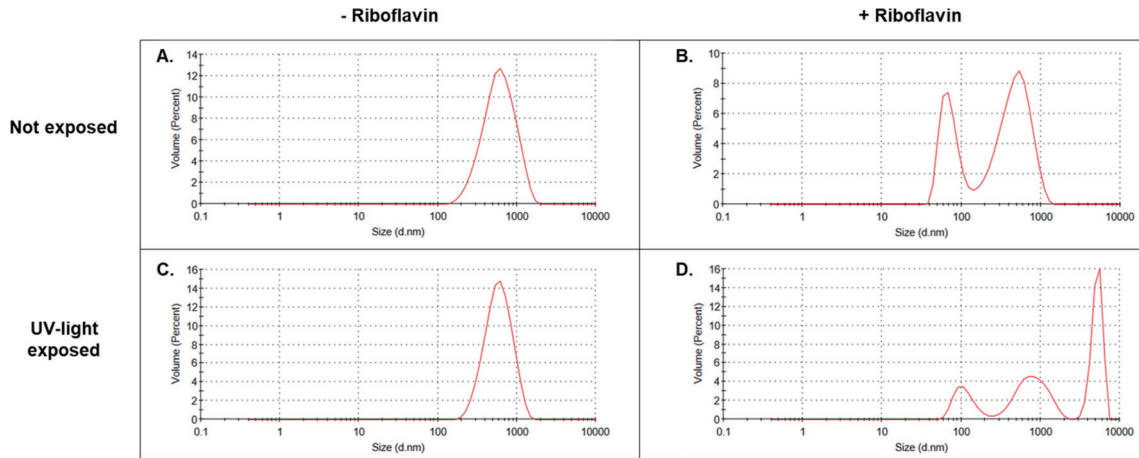 - Riboflavin + Riboflavin
Not exposed
A.
Volume (Percent)
14
12
10
8
6
4
2
0
0.1 1 10 100 1000 10000
Size (d.nm)
B.
Volume (Percent)
10
8
6
4
2
0
0.1 1 10 100 1000 10000
Size (d.nm)
UV-light
exposed
C.
Volume (Percent)
16
14
12
10
8
6
4
2
0
0.1 1 10 100 1000 10000
Size (d.nm)
D.
Volume (Percent)
16
14
12
10
8
6
4
2
0
0.1 1 10 100 1000 10000
Size (d.nm)